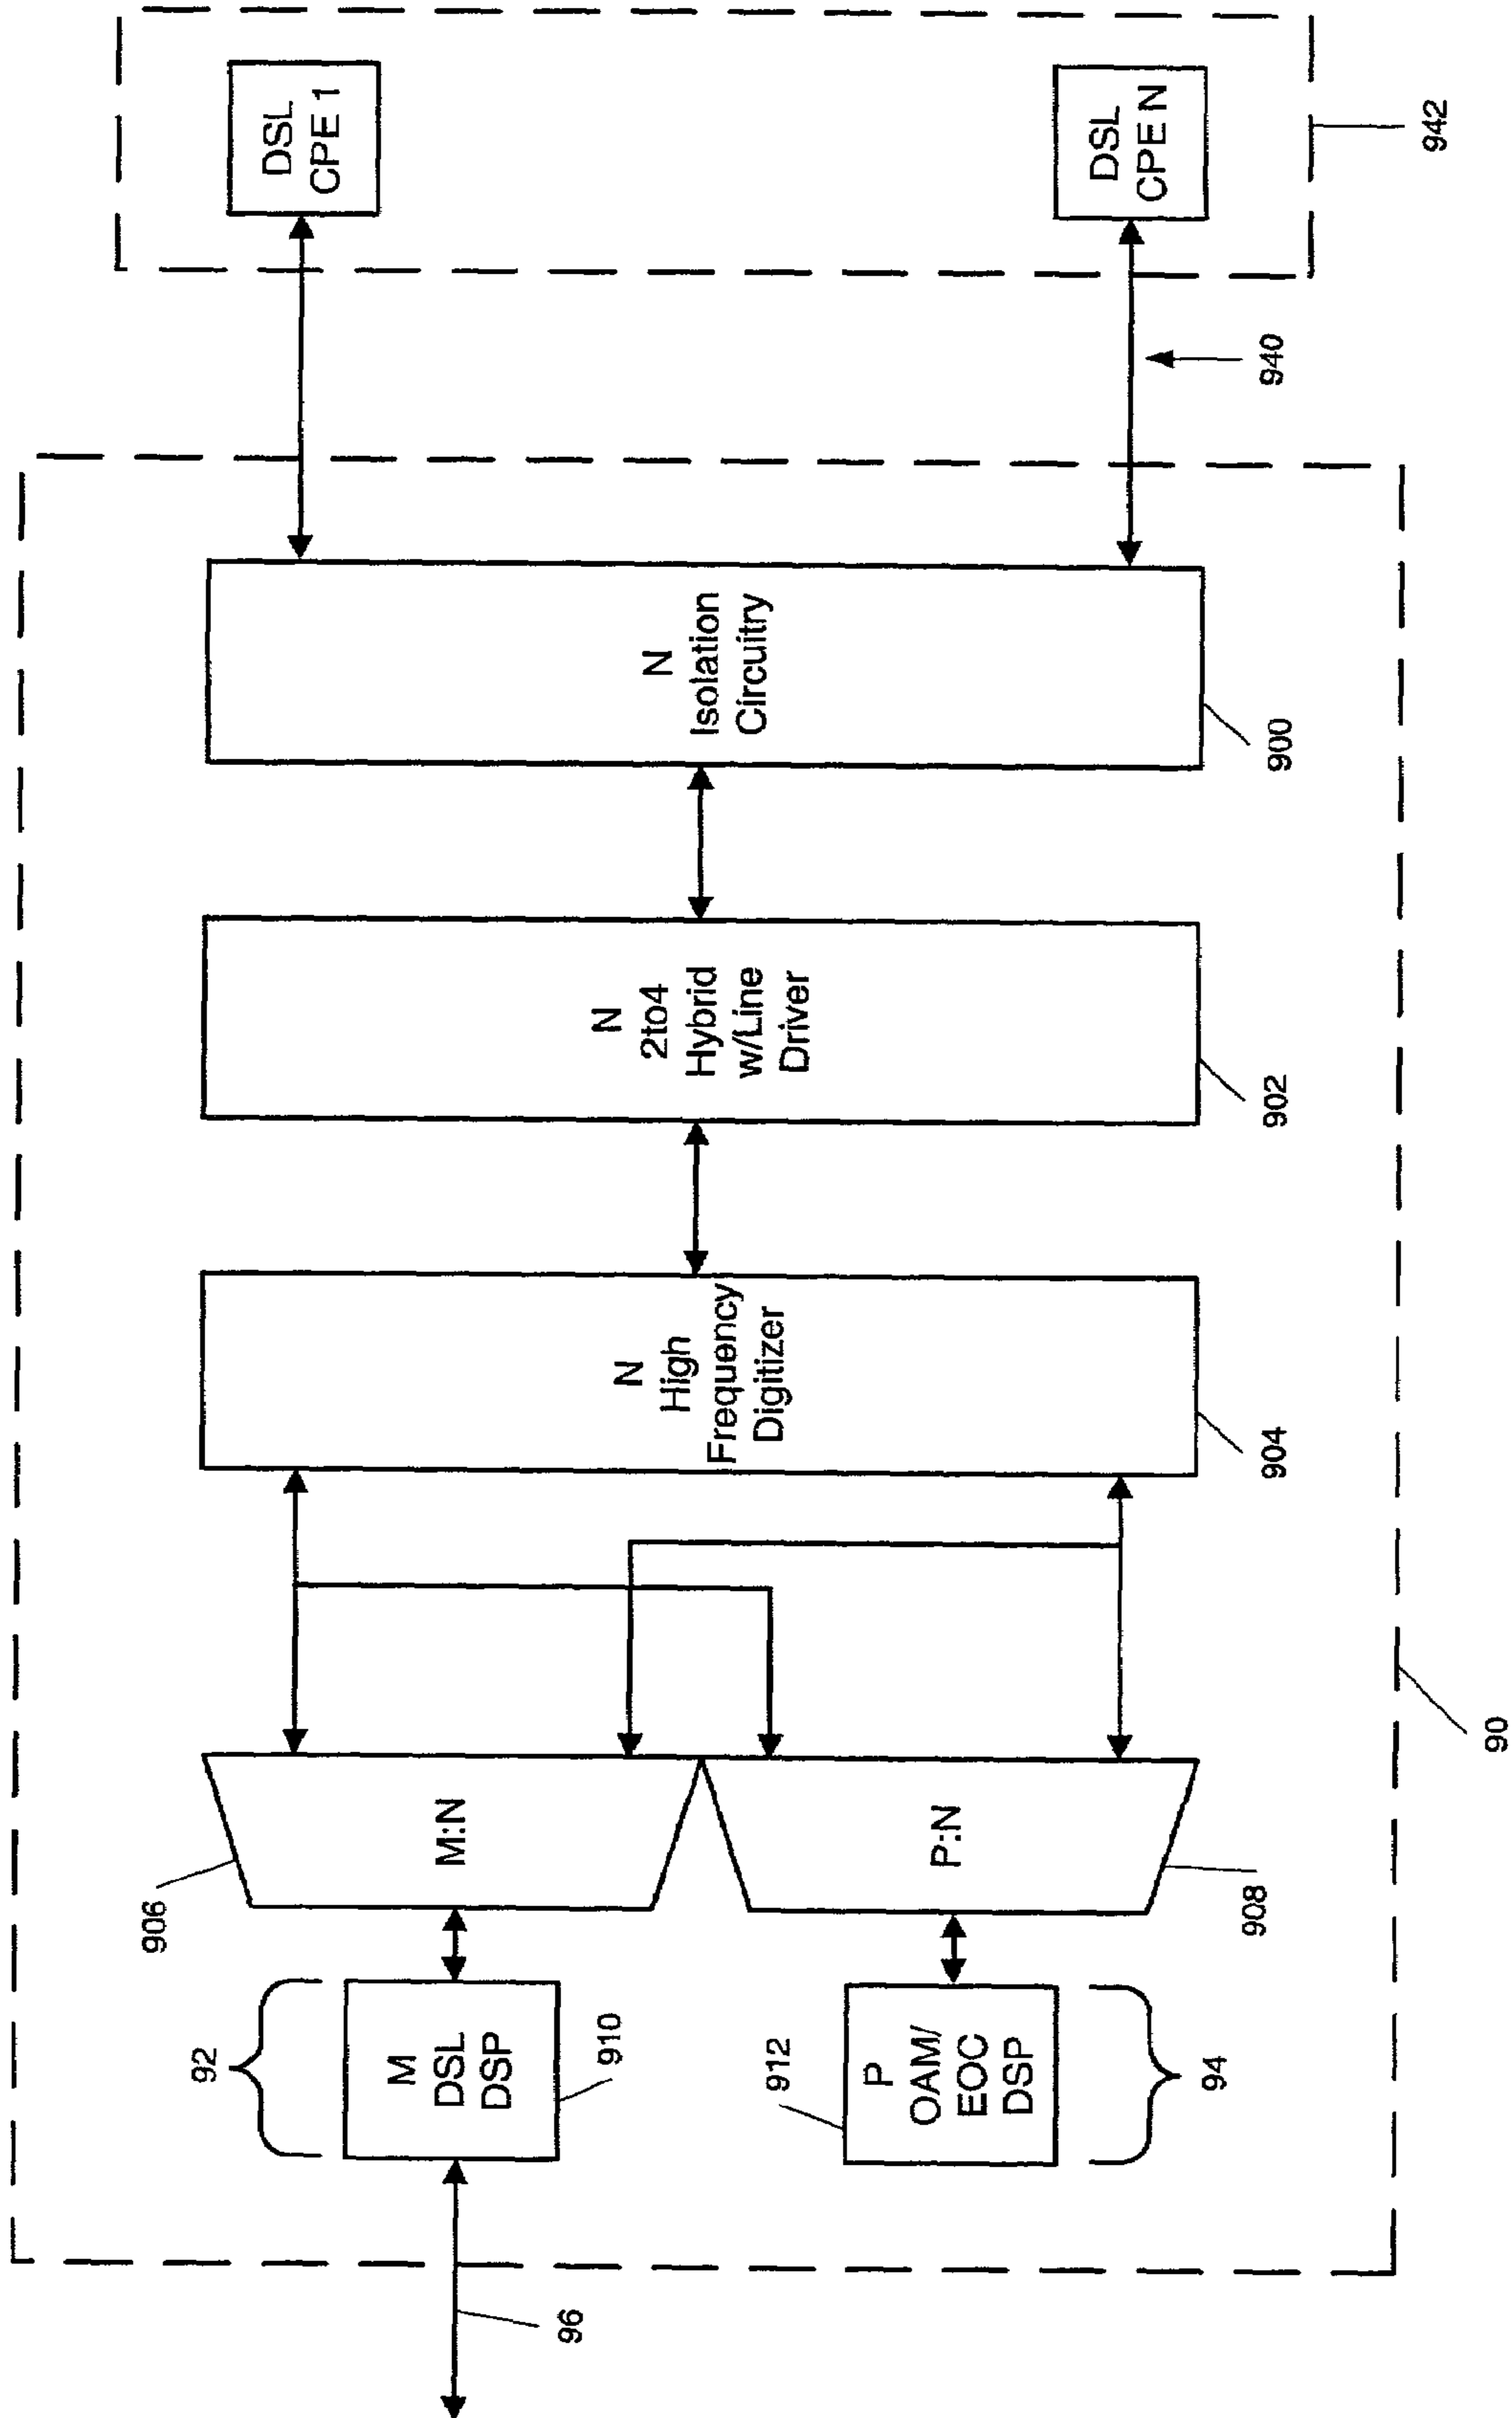 DSL
CPE 1
DSL
CPE N
942
940
N
Isolation
Circuitry
900
N
2to4
Hybrid
w/Line
Driver
902
N
High
Frequency
Digitizer
904
M:N
906
P:N
908
92
M
DSL
DSP
910
912
P
OAM/
EOC
DSP
94
96
90